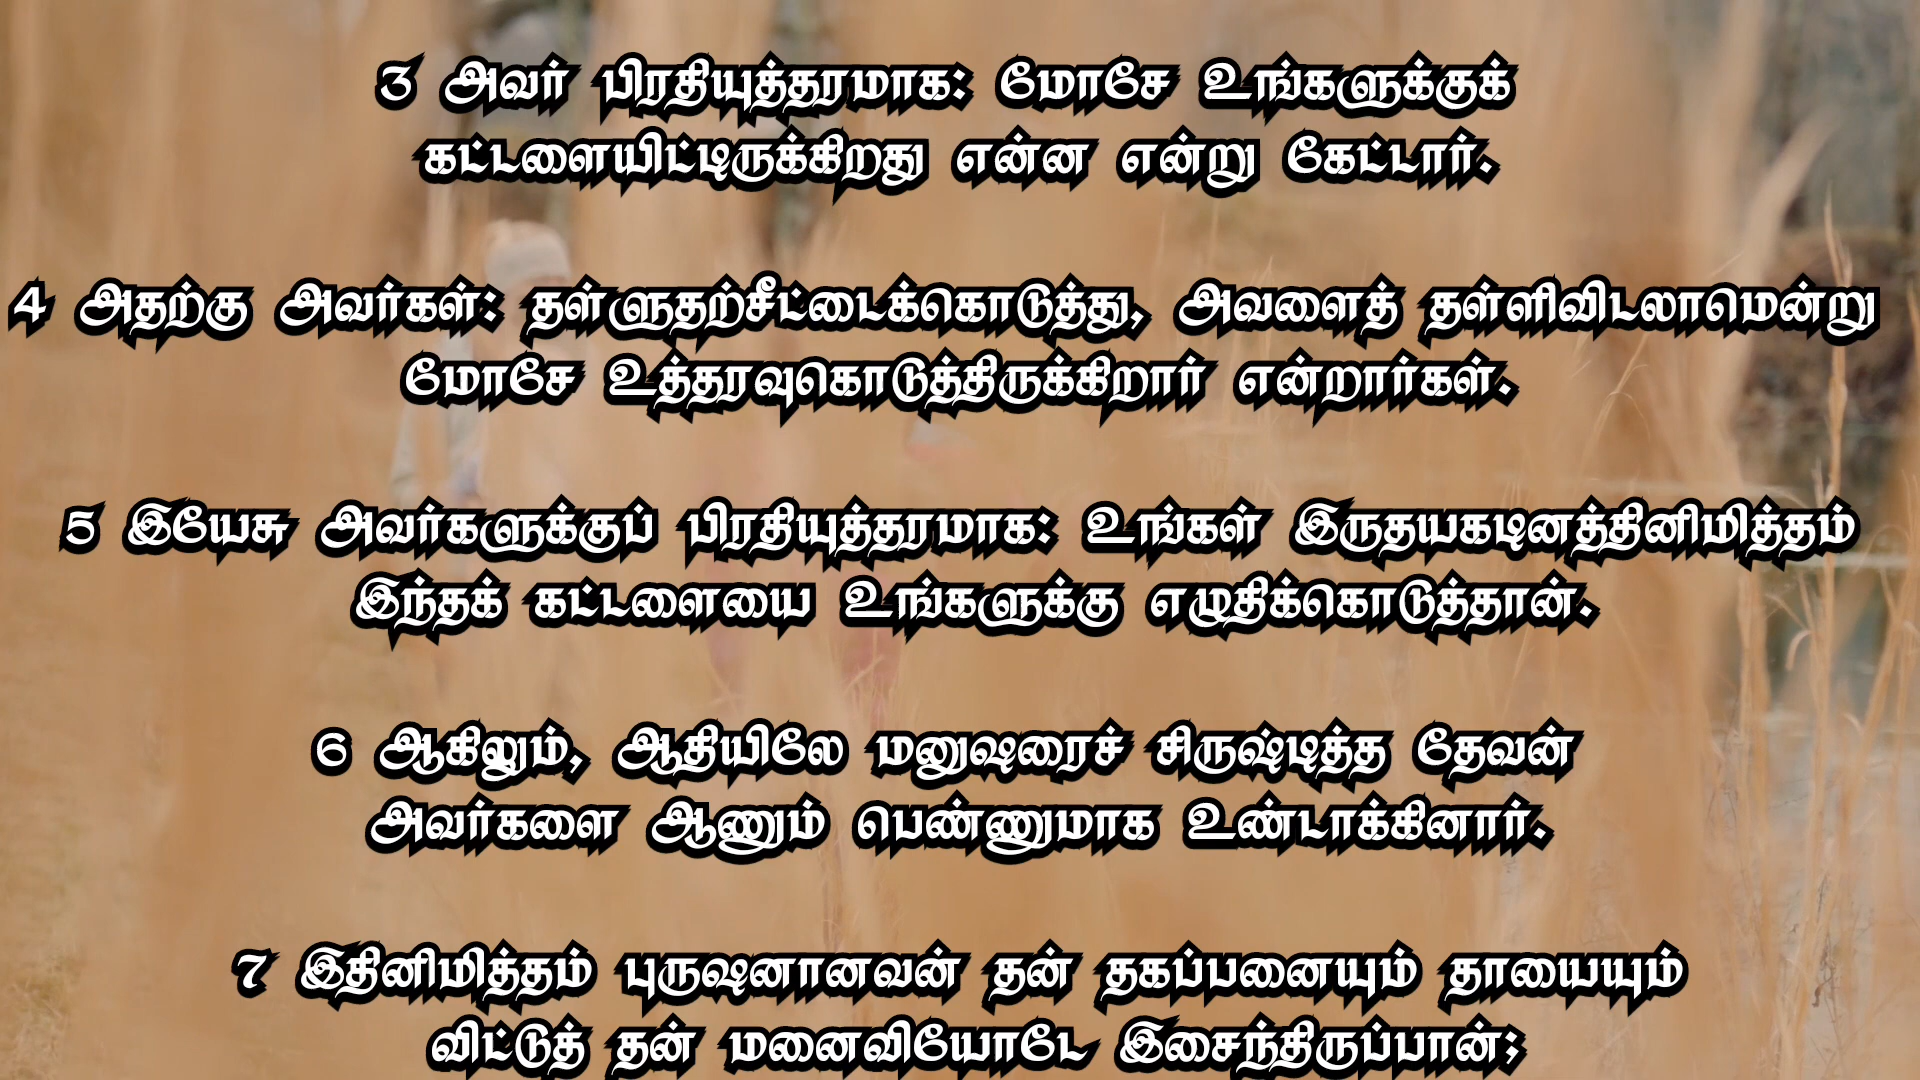 3 அவர் பிரதியுத்தரமாக: மோசே உங்களுக்குக்
கட்டளையிட்டிருக்கிறது என்ன என்று கேட்டார்.
4 அதற்கு அவர்கள்: தள்ளுதற்சீட்டைக்கொடுத்து, அவளைத் தள்ளிவிடலாமென்று
மோசே உத்தரவுகொடுத்திருக்கிறார் என்றார்கள்.
5 இயேசு அவர்களுக்குப் பிரதியுத்தரமாக: உங்கள் இருதயகடினத்தினிமித்தம்
இந்தக் கட்டளையை உங்களுக்கு எழுதிக்கொடுத்தான்.
6 ஆகிலும், ஆதியிலே மனுஷரைச் சிருஷ்டித்த தேவன்
அவர்களை ஆணும் பெண்ணுமாக உண்டாக்கினார்.
7 இதினிமித்தம் புருஷனானவன் தன் தகப்பனையும் தாயையும்
விட்டுத் தன் மனைவியோடே இசைந்திருப்பான்;